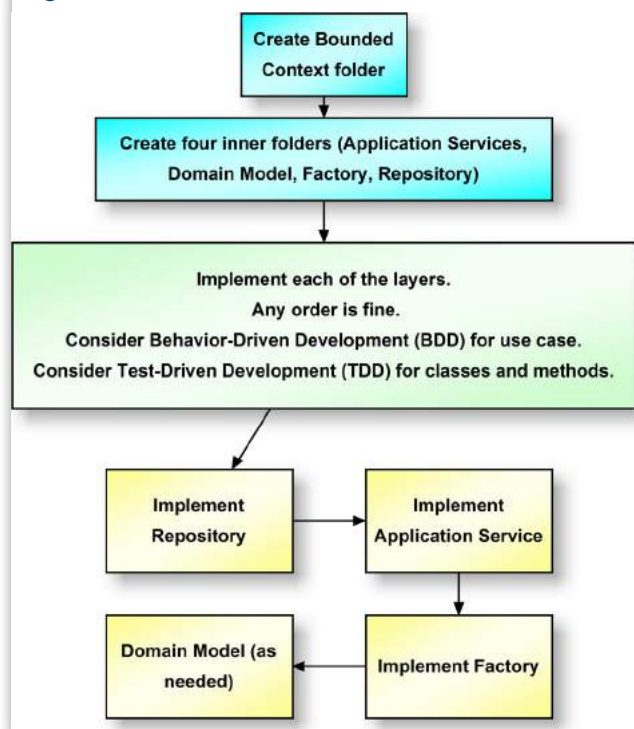 Create Bounded
Context folder
Create four inner folders (Application Services,
Domain Model, Factory, Repository)
Implement each of the layers.
Any order is fine.
Consider Behavior-Driven Development (BDD) for use case.
Consider Test-Driven Development (TDD) for classes and methods.
Implement
Repository
Implement
Application Service
Domain Model (as
needed)
Implement Factory